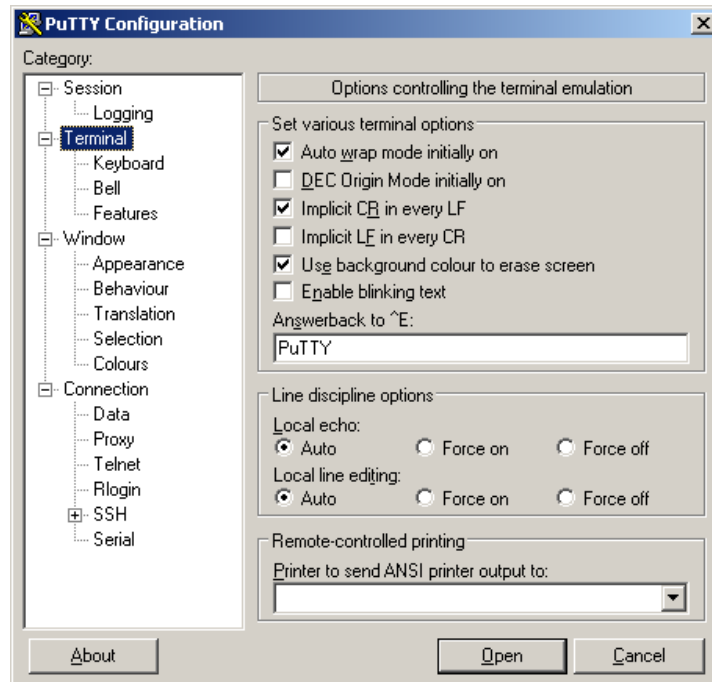 PuTTY Configuration
Category:
Session
Logging
Terminal
Keyboard
Bell
Features
Window
Appearance
Behaviour
Translation
Selection
Colours
Connection
Data
Proxy
Telnet
Rlogin
SSH
Serial
Options controlling the terminal emulation
Set various terminal options
Auto wrap mode initially on
DEC Origin Mode initially on
Implicit CR in every LF
Implicit LF in every CR
Use background colour to erase screen
Enable blinking text
Answerback to ^E:
PuTTY
Line discipline options
Local echo:
Auto Force on Force off
Local line editing:
Auto Force on Force off
Remote-controlled printing
Printer to send ANSI printer output to:
About Open Cancel